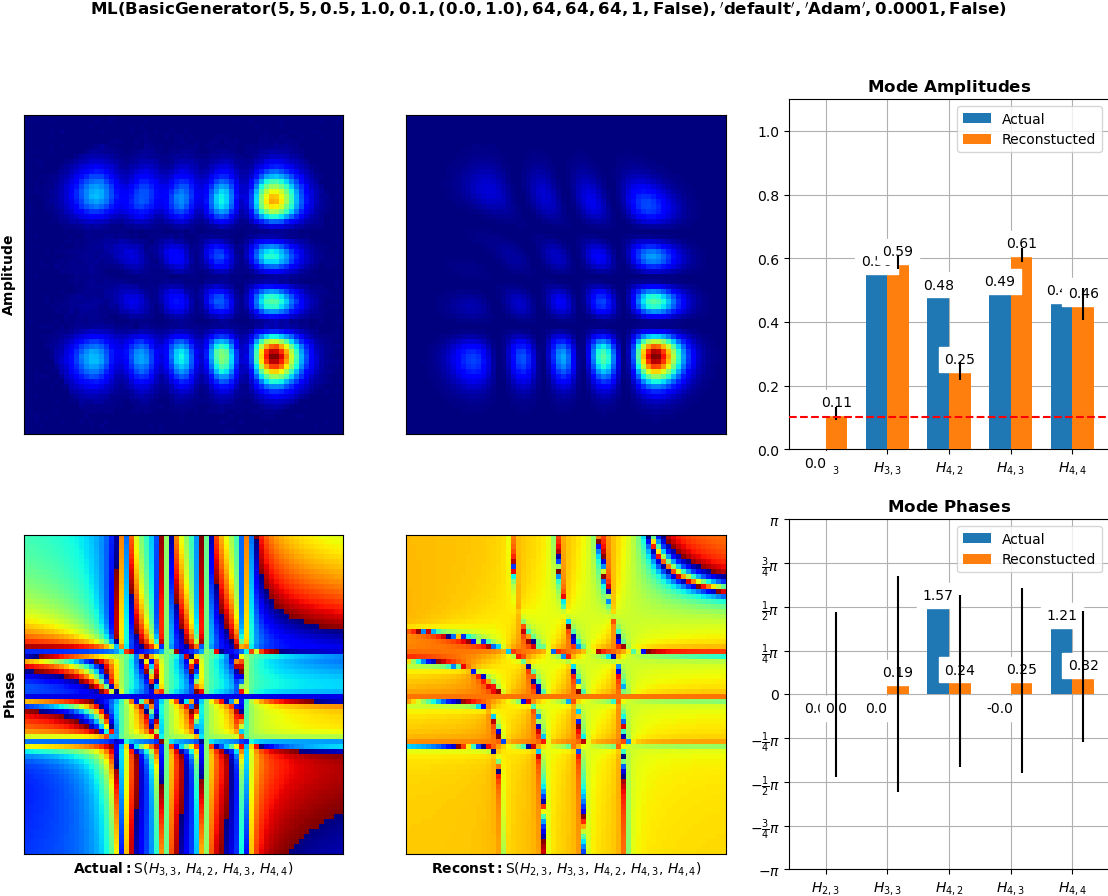 ML(BasicGenerator(5, 5, 0.5, 1.0, 0.1, (0.0, 1.0), 64, 64, 64, 1, False), 'default', 'Adam', 0.0001, False)
Mode Amplitudes
Actual
Reconstucted
1.0
0.8
0.6
0.4
0.2
0.0
0.59
0.48
0.25
0.49
0.61
0.46
0.11
0.0
3
H3,3
H4,2
H4,3
H4,4
Amplitude
Mode Phases
Actual
Reconstucted
π
3/4π
1/2π
1/4π
0
−1/4π
−1/2π
−3/4π
−π
1.57
1.21
0.19
0.24
0.25
0.32
0.0
-0.0
H2,3
H3,3
H4,2
H4,3
H4,4
Phase
Actual: S(H3,3, H4,2, H4,3, H4,4)
Reconst: S(H2,3, H3,3, H4,2, H4,3, H4,4)